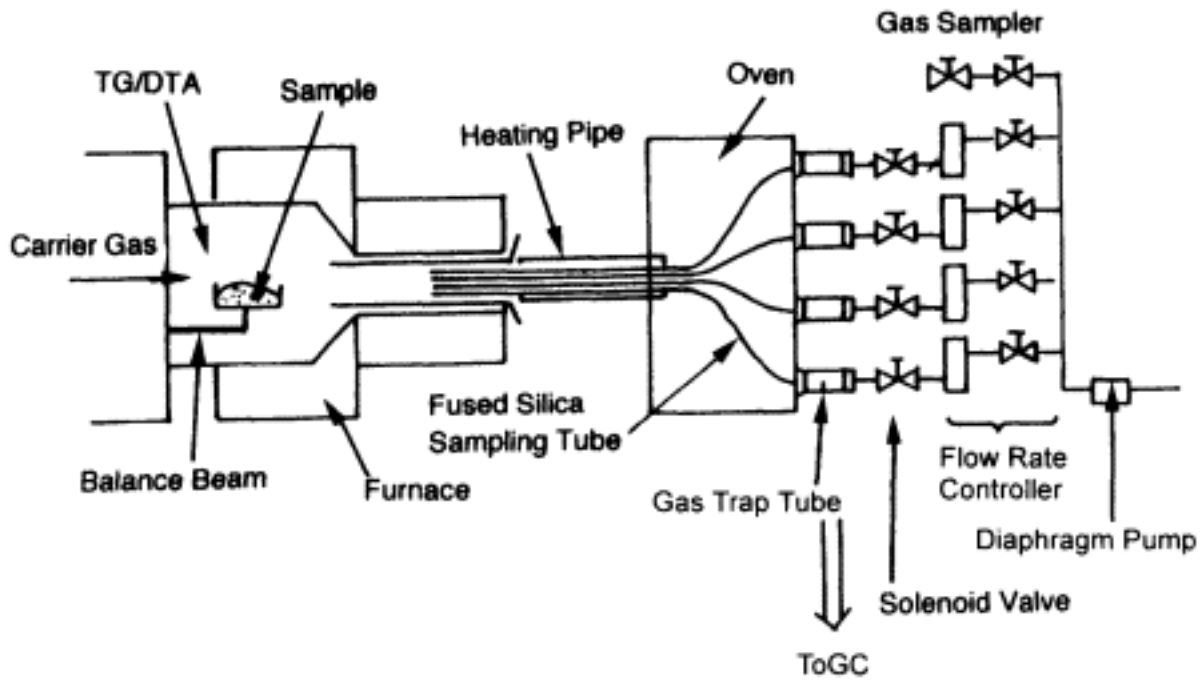 Gas Sampler
TG/DTA
Sample
Oven
Heating Pipe
Carrier Gas
Fused Silica
Sampling Tube
Balance Beam
Furnace
Gas Trap Tube
Flow Rate
Controller
Diaphragm Pump
Solenoid Valve
ToGC